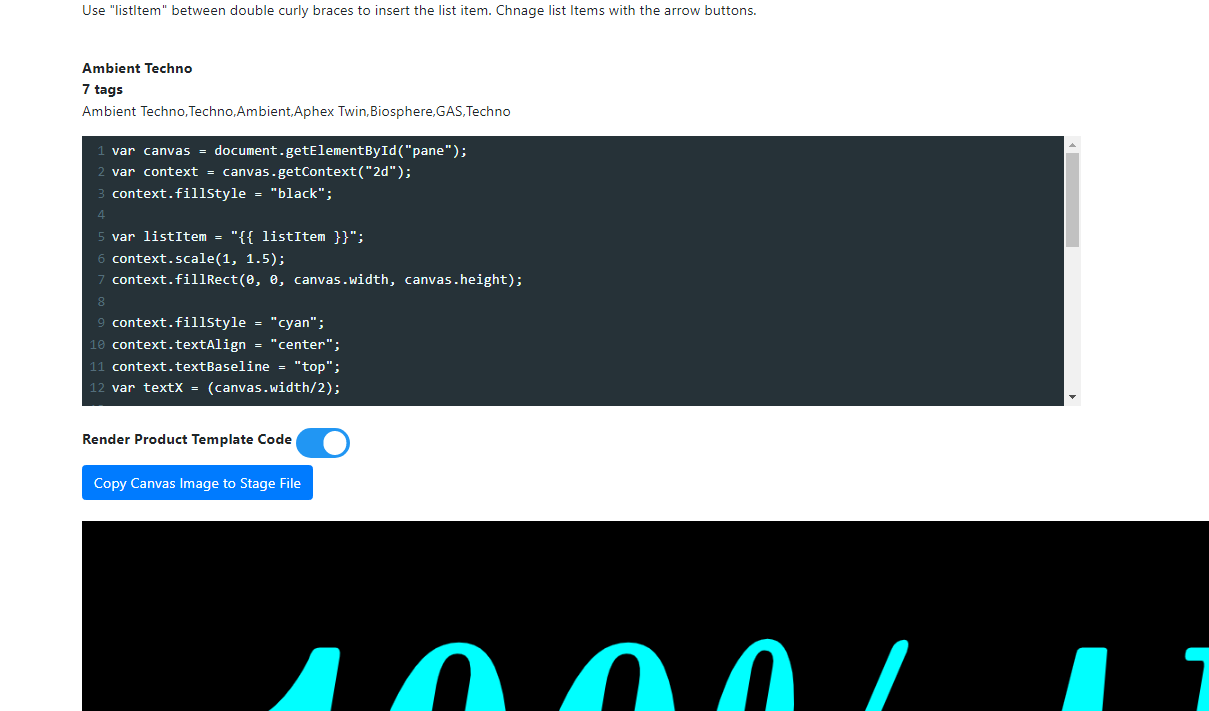 Use "listItem" between double curly braces to insert the list item. Chnage list Items with the arrow buttons.
Ambient Techno
7 tags
Ambient Techno,Techno,Ambient,Aphex Twin,Biosphere,GAS,Techno
1 var canvas = document.getElementById("pane");
2 var context = canvas.getContext("2d");
3 context.fillStyle = "black";
4
5 var listItem = "{{ listItem }}";
6 context.scale(1, 1.5);
7 context.fillRect(0, 0, canvas.width, canvas.height);
8
9 context.fillStyle = "cyan";
10 context.textAlign = "center";
11 context.textBaseline = "top";
12 var textX = (canvas.width/2);
Render Product Template Code
Copy Canvas Image to Stage File
100%